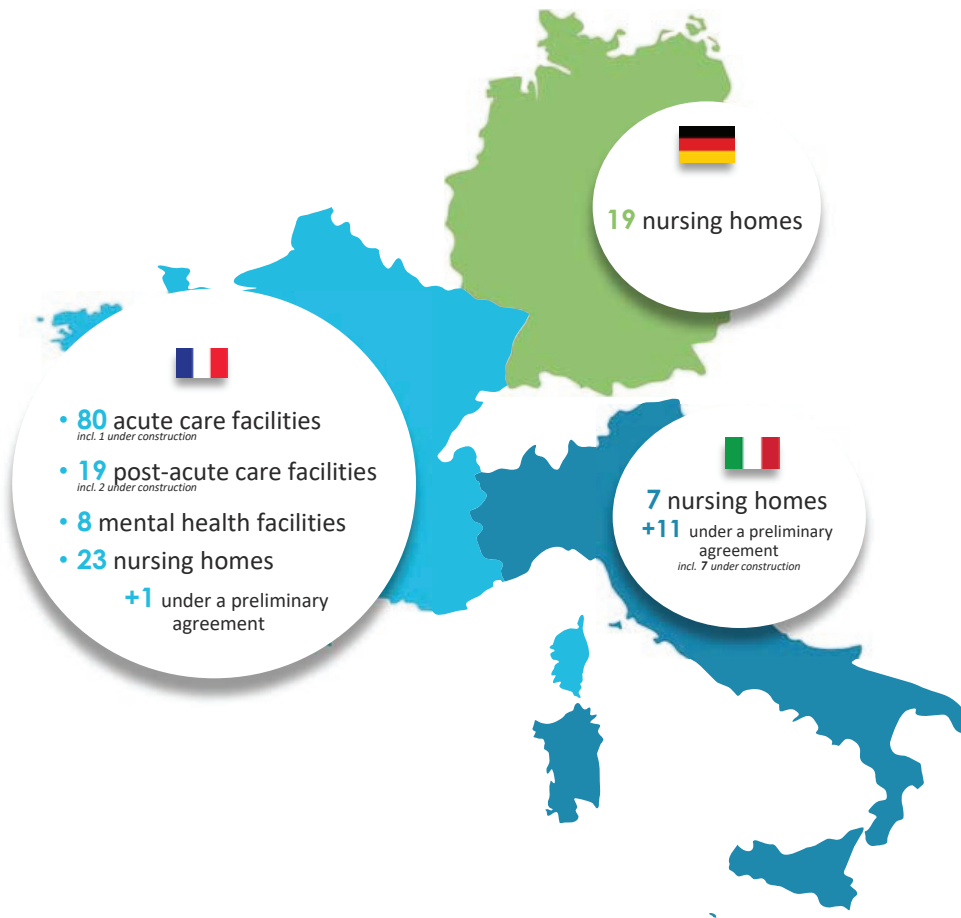 19 nursing homes
• 80 acute care facilities
incl. 1 under construction
• 19 post-acute care facilities
incl. 2 under construction
• 8 mental health facilities
• 23 nursing homes
+1 under a preliminary
agreement
7 nursing homes
+11 under a preliminary
agreement
incl. 7 under construction